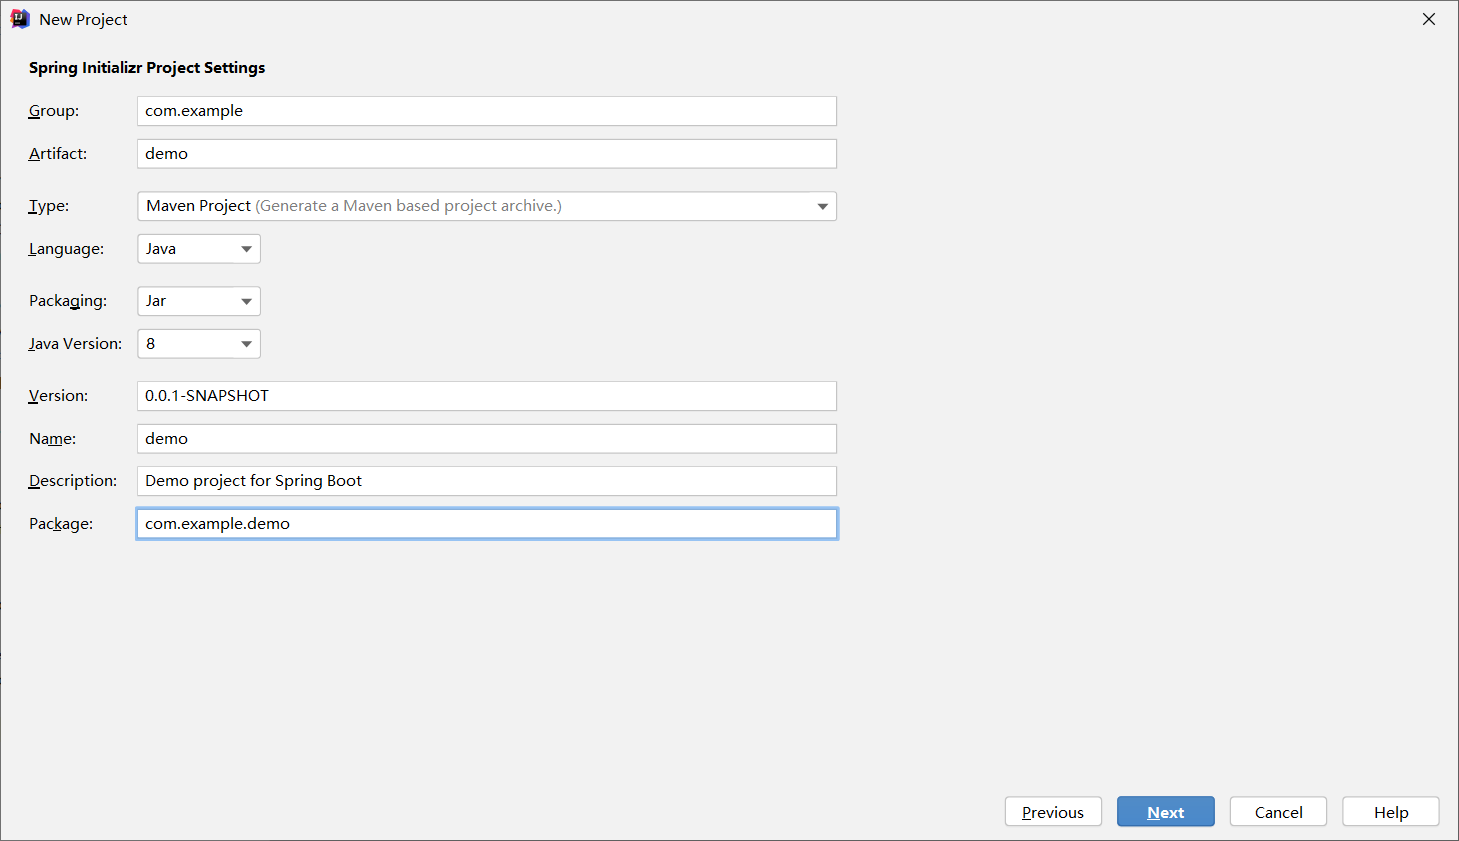 New Project
Spring Initializr Project Settings
Group: com.example
Artifact: demo
Type: Maven Project (Generate a Maven based project archive.)
Language: Java
Packaging: Jar
Java Version: 8
Version: 0.0.1-SNAPSHOT
Name: demo
Description: Demo project for Spring Boot
Package: com.example.demo
Previous Next Cancel Help